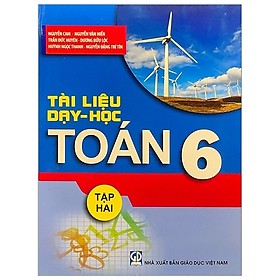 NGUYỄN CAM - NGUYỄN VĂN HIỂN
TRẦN ĐỨC HUYÊN - DƯƠNG BỬU LỘC
HUỲNH NGỌC THANH - NGUYỄN ĐẶNG TRÍ TÍN
TÀI LIỆU
DẠY-HỌC
TOÁN 6
TẬP
HAI
NHÀ XUẤT BẢN GIÁO DỤC VIỆT NAM